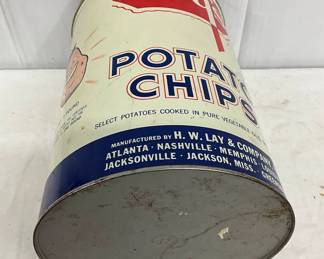 POTATO
CHIPS
SELECT POTATOES COOKED IN PURE VEGETABLE
MANUFACTURED BY H. W. LAY & COMPANY
ATLANTA · NASHVILLE · MEMPHIS ·
JACKSONVILLE · JACKSON, MISS. ·